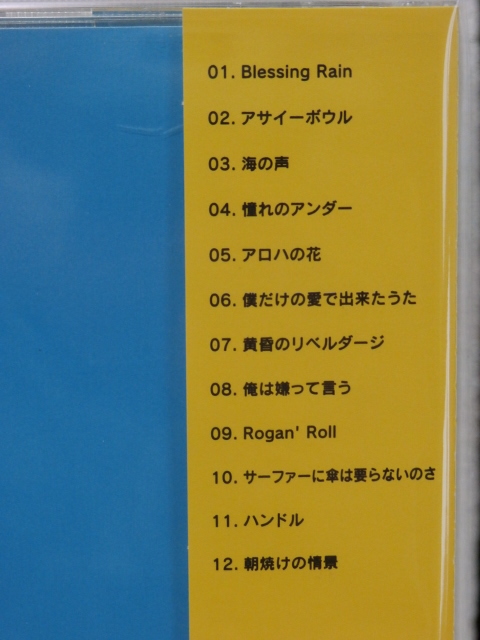 01. Blessing Rain
02. アサイーボウル
03. 海の声
04. 憧れのアンダー
05. アロハの花
06. 僕だけの愛で出来たうた
07. 黄昏のリベルダージ
08. 俺は嫌って言う
09. Rogan' Roll
10. サーファーに傘は要らないのさ
11. ハンドル
12. 朝焼けの情景